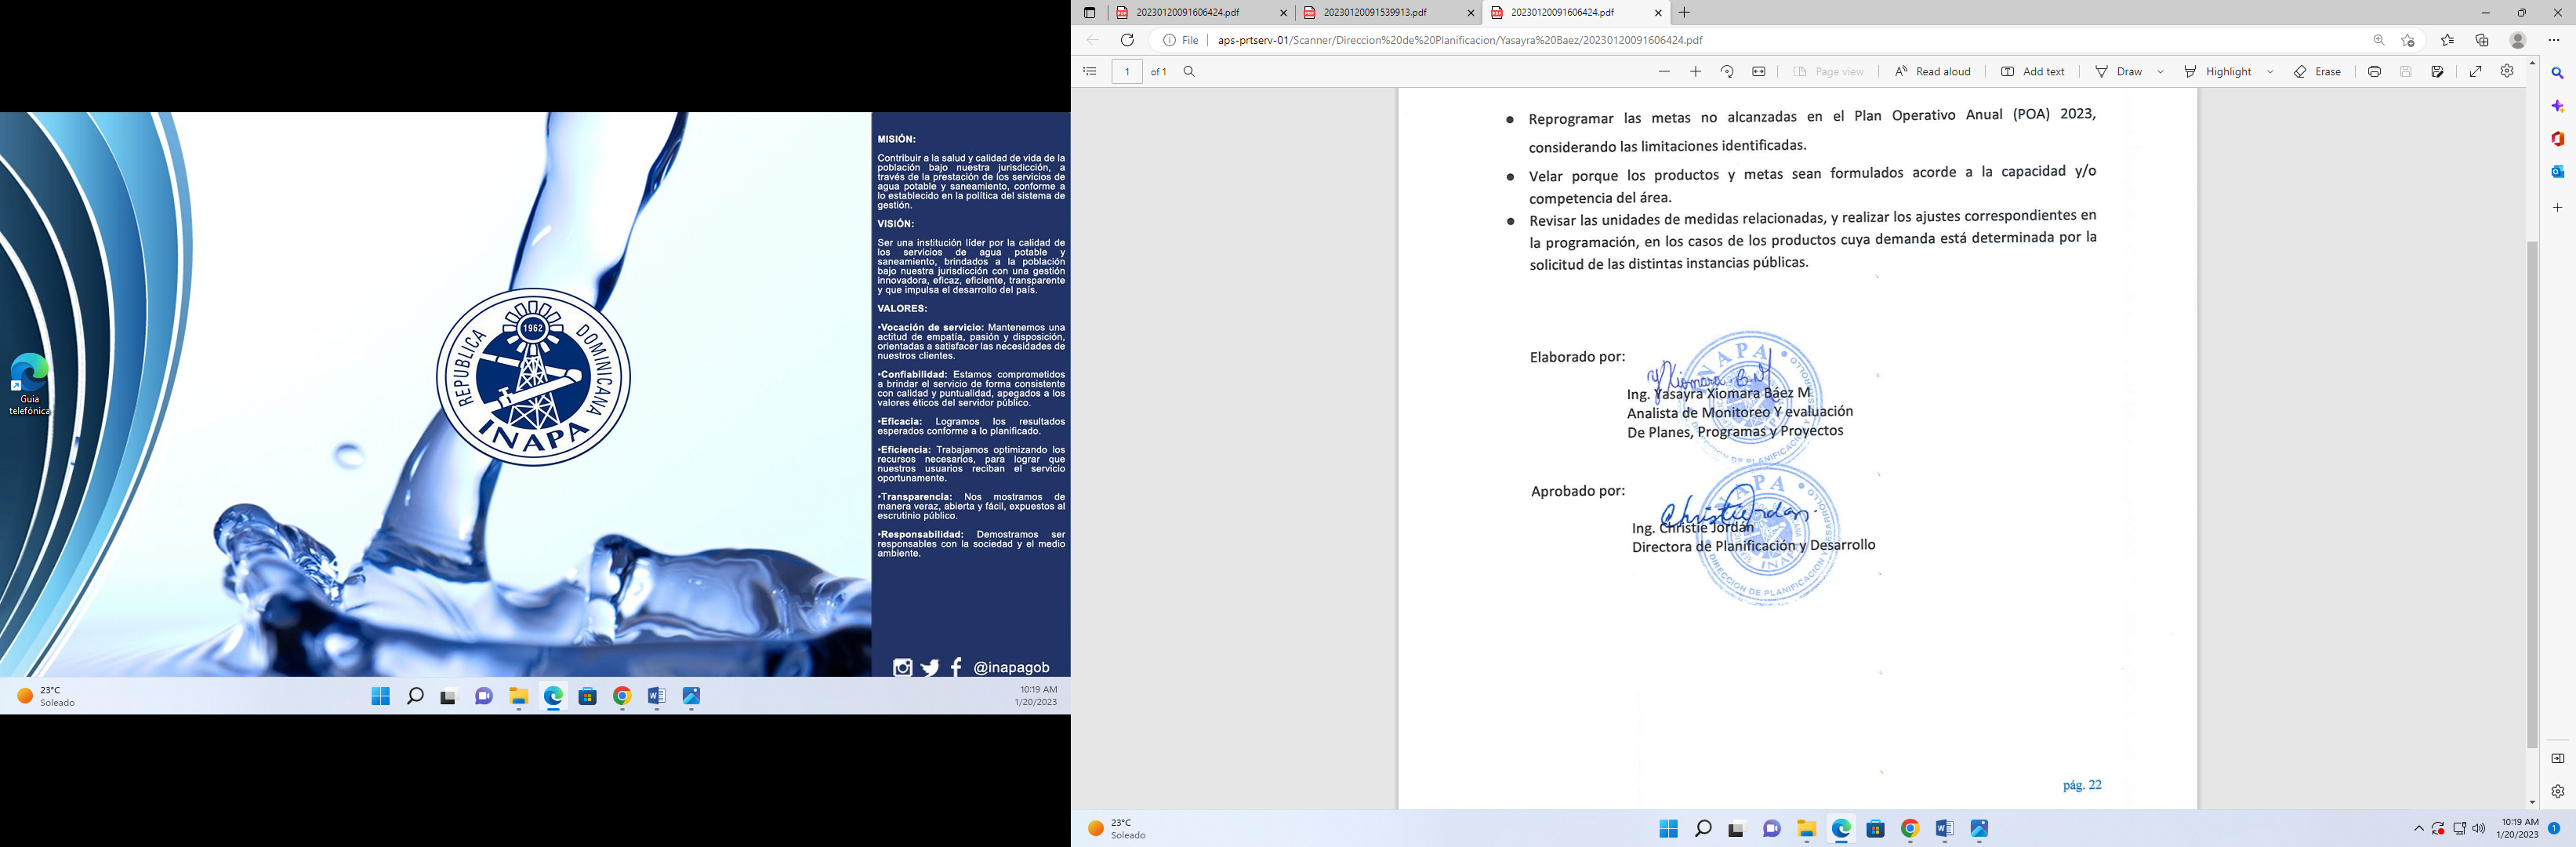 MISIÓN:
Contribuir a la salud y calidad de vida de la
población bajo nuestra jurisdicción, a
través de la prestación de los servicios de
agua potable y saneamiento, conforme a
lo establecido en la política del sistema de
gestión.
VISIÓN:
Ser una institución líder por la calidad de
los servicios de agua potable y
saneamiento, brindados a la población
bajo nuestra jurisdicción con una gestión
innovadora, eficaz, eficiente, transparente
y que impulsa el desarrollo del país.
VALORES:
•Vocación de servicio: Mantenemos una
actitud de empatía, pasión y disposición,
orientadas a satisfacer las necesidades de
nuestros clientes.
•Confiabilidad: Estamos comprometidos
a brindar el servicio de forma consistente
con calidad y puntualidad, apegados a los
valores éticos del servidor público.
•Eficacia: Logramos los resultados
esperados conforme a lo planificado.
•Eficiencia: Trabajamos optimizando los
recursos necesarios, para lograr que
nuestros usuarios reciban el servicio
oportunamente.
•Transparencia: Nos mostramos de
manera veraz, abierta y fácil, expuestos al
escrutinio público.
•Responsabilidad: Demostramos ser
responsables con la sociedad y el medio
ambiente.
@inapagob
1962
REPUBLICA DOMINICANA
INAPA
Guia
telefónica
23°C
Soleado
10:19 AM
1/20/2023
20230120091606424.pdf
20230120091539913.pdf
20230120091606424.pdf
File
aps-prtserv-01/Scanner/Direccion%20de%20Planificacion/Yasayra%20Baez/20230120091606424.pdf
1 of 1
Page view
Read aloud
Add text
Draw
Highlight
Erase
● Reprogramar las metas no alcanzadas en el Plan Operativo Anual (POA) 2023,
considerando las limitaciones identificadas.
● Velar porque los productos y metas sean formulados acorde a la capacidad y/o
competencia del área.
● Revisar las unidades de medidas relacionadas, y realizar los ajustes correspondientes en
la programación, en los casos de los productos cuya demanda está determinada por la
solicitud de las distintas instancias públicas.
Elaborado por:
INAPA
Ing. Yasayra Xiomara Báez M
Analista de Monitoreo Y evaluación
De Planes, Programas y Proyectos
Aprobado por:
INAPA
Christie Jordan
Ing. Christie Jordán
Directora de Planificación y Desarrollo
INAPA
DIRECCION DE PLANIFICACION Y DESARROLLO
pág. 22
23°C
Soleado
10:19 AM
1/20/2023
1